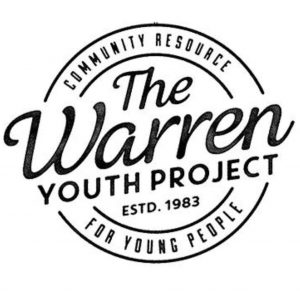 COMMUNITY RESOURCE
The
Warren
YOUTH PROJECT
ESTD. 1983
FOR YOUNG PEOPLE